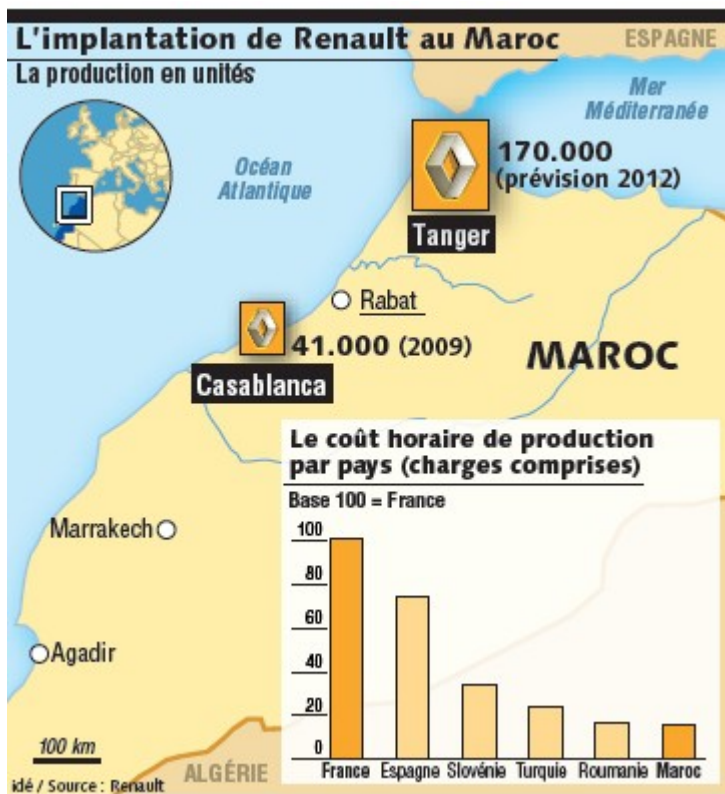 L'implantation de Renault au Maroc
ESPAGNE
La production en unités
Mer
Méditerranée
Océan
Atlantique
170.000
(prévision 2012)
Tanger
Rabat
41.000 (2009)
MAROC
Casablanca
Le coût horaire de production
par pays (charges comprises)
Base 100 = France
Marrakech
100
80
60
40
20
0
Agadir
100 km
France Espagne Slovénie Turquie Roumanie Maroc
ALGÉRIE
idé / Source : Renault